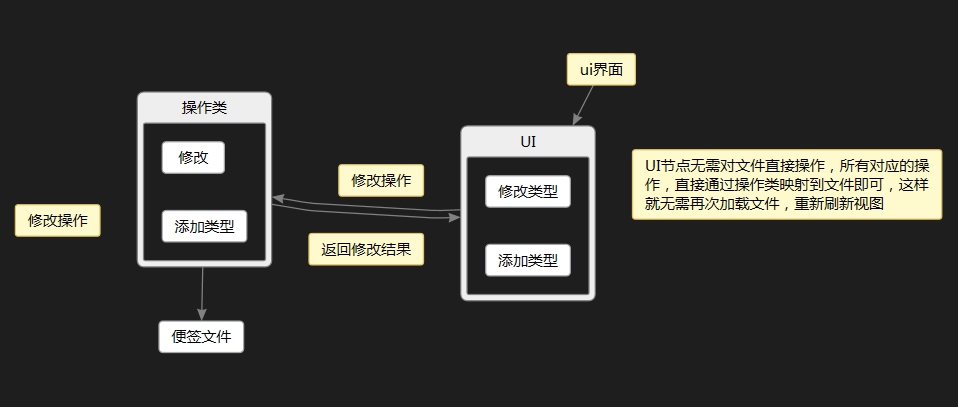 ui界面
操作类
修改
添加类型
修改操作
便签文件
修改操作
返回修改结果
UI
修改类型
添加类型
UI节点无需对文件直接操作，所有对应的操
作，直接通过操作类映射到文件即可，这样
就无需再次加载文件，重新刷新视图